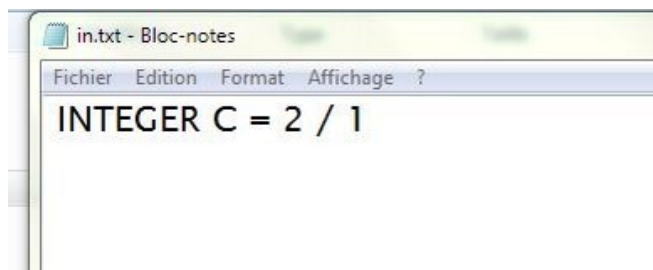 in.txt - Bloc-notes
Fichier Edition Format Affichage ?
INTEGER C = 2 / 1